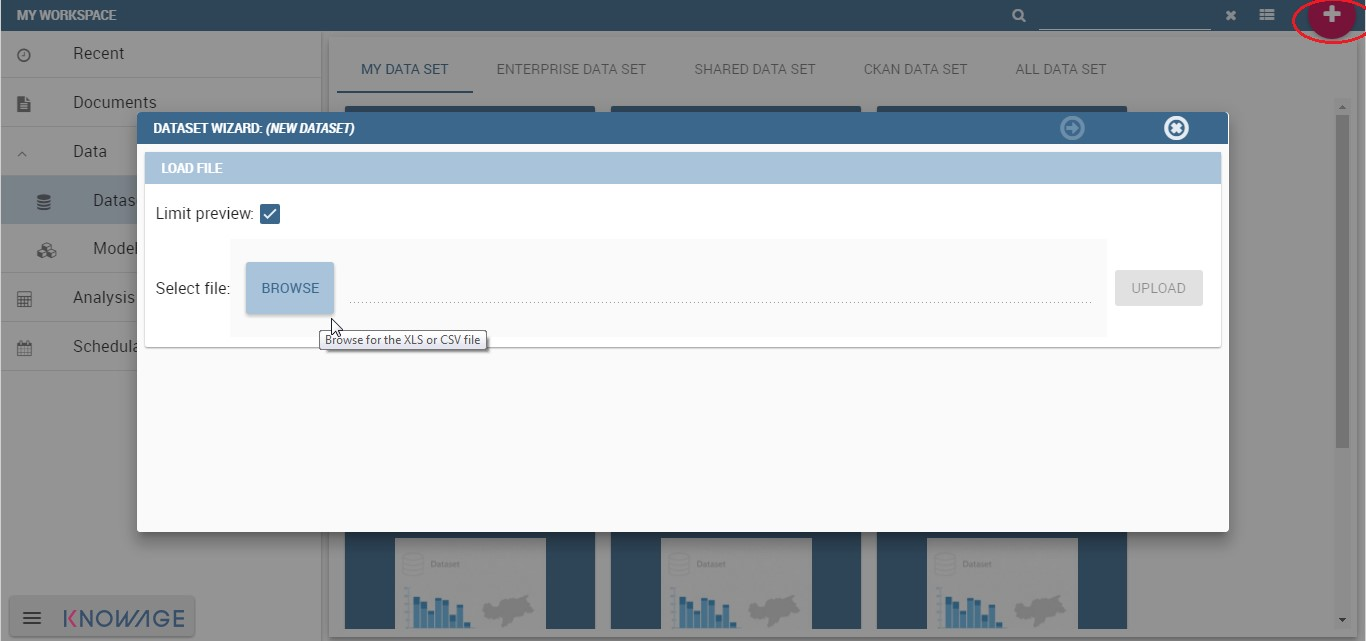 MY WORKSPACE
Recent
MY DATA SET ENTERPRISE DATA SET SHARED DATA SET CKAN DATA SET ALL DATA SET
Documents
DATASET WIZARD: (NEW DATASET)
Data
LOAD FILE
Datas
Limit preview:
Model
Select file: BROWSE UPLOAD
Analysis
Browse for the XLS or CSV file
Schedula
Dataset Dataset Dataset
KNOWAGE